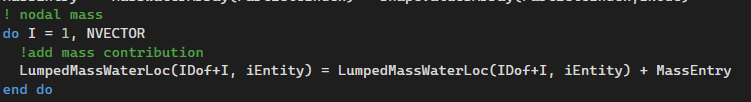 ! nodal mass
do I = 1, NVECTOR
!add mass contribution
LumpedMassWaterLoc(IDof+I, iEntity) = LumpedMassWaterLoc(IDof+I, iEntity) + MassEntry
end do